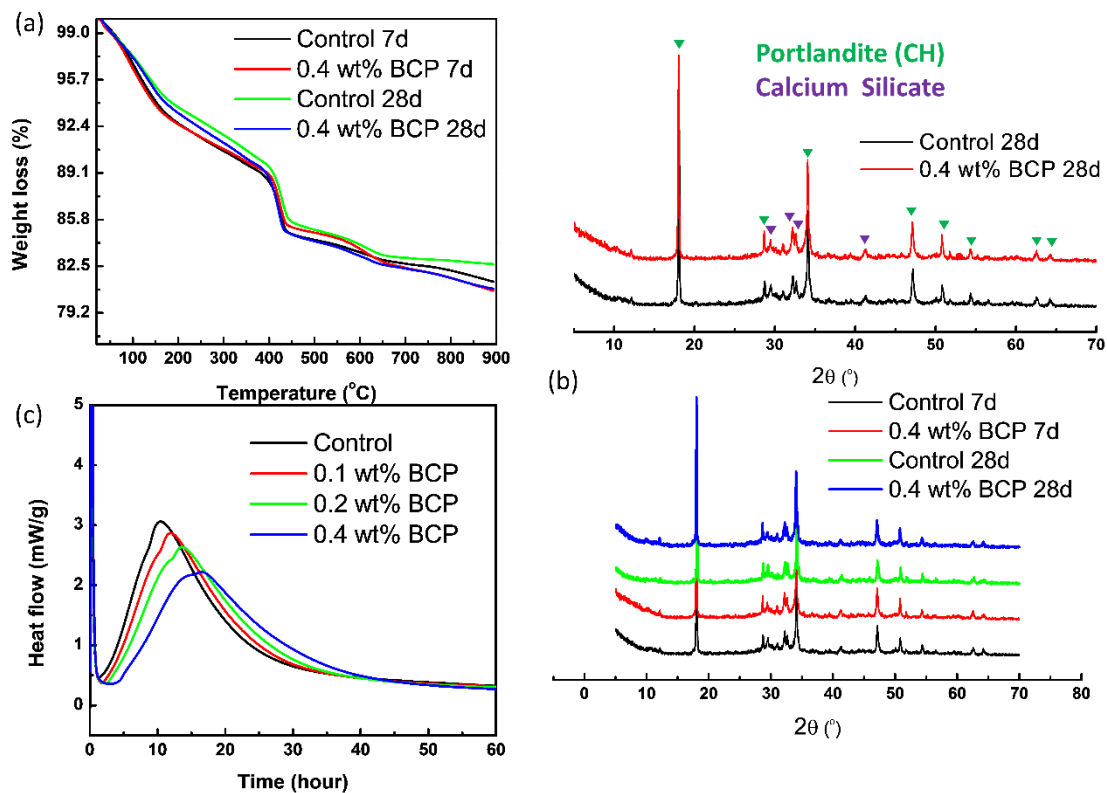 (a)
Control 7d
0.4 wt% BCP 7d
Control 28d
0.4 wt% BCP 28d
Weight loss (%)
99.0
95.7
92.4
89.1
85.8
82.5
79.2
100 200 300 400 500 600 700 800 900
Temperature (°C)
Portlandite (CH)
Calcium Silicate
Control 28d
0.4 wt% BCP 28d
10 20 30 40 50 60 70
2θ (°)
(c)
Control
0.1 wt% BCP
0.2 wt% BCP
0.4 wt% BCP
Heat flow (mW/g)
5
4
3
2
1
0
0 10 20 30 40 50 60
Time (hour)
(b)
Control 7d
0.4 wt% BCP 7d
Control 28d
0.4 wt% BCP 28d
0 10 20 30 40 50 60 70 80
2θ (°)